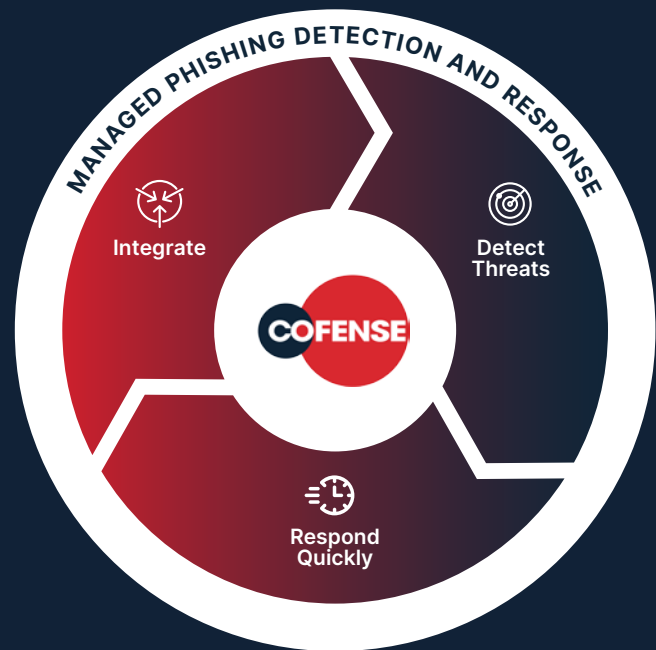 MANAGED PHISHING DETECTION AND RESPONSE
Integrate
Detect
Threats
COFENSE
Respond
Quickly